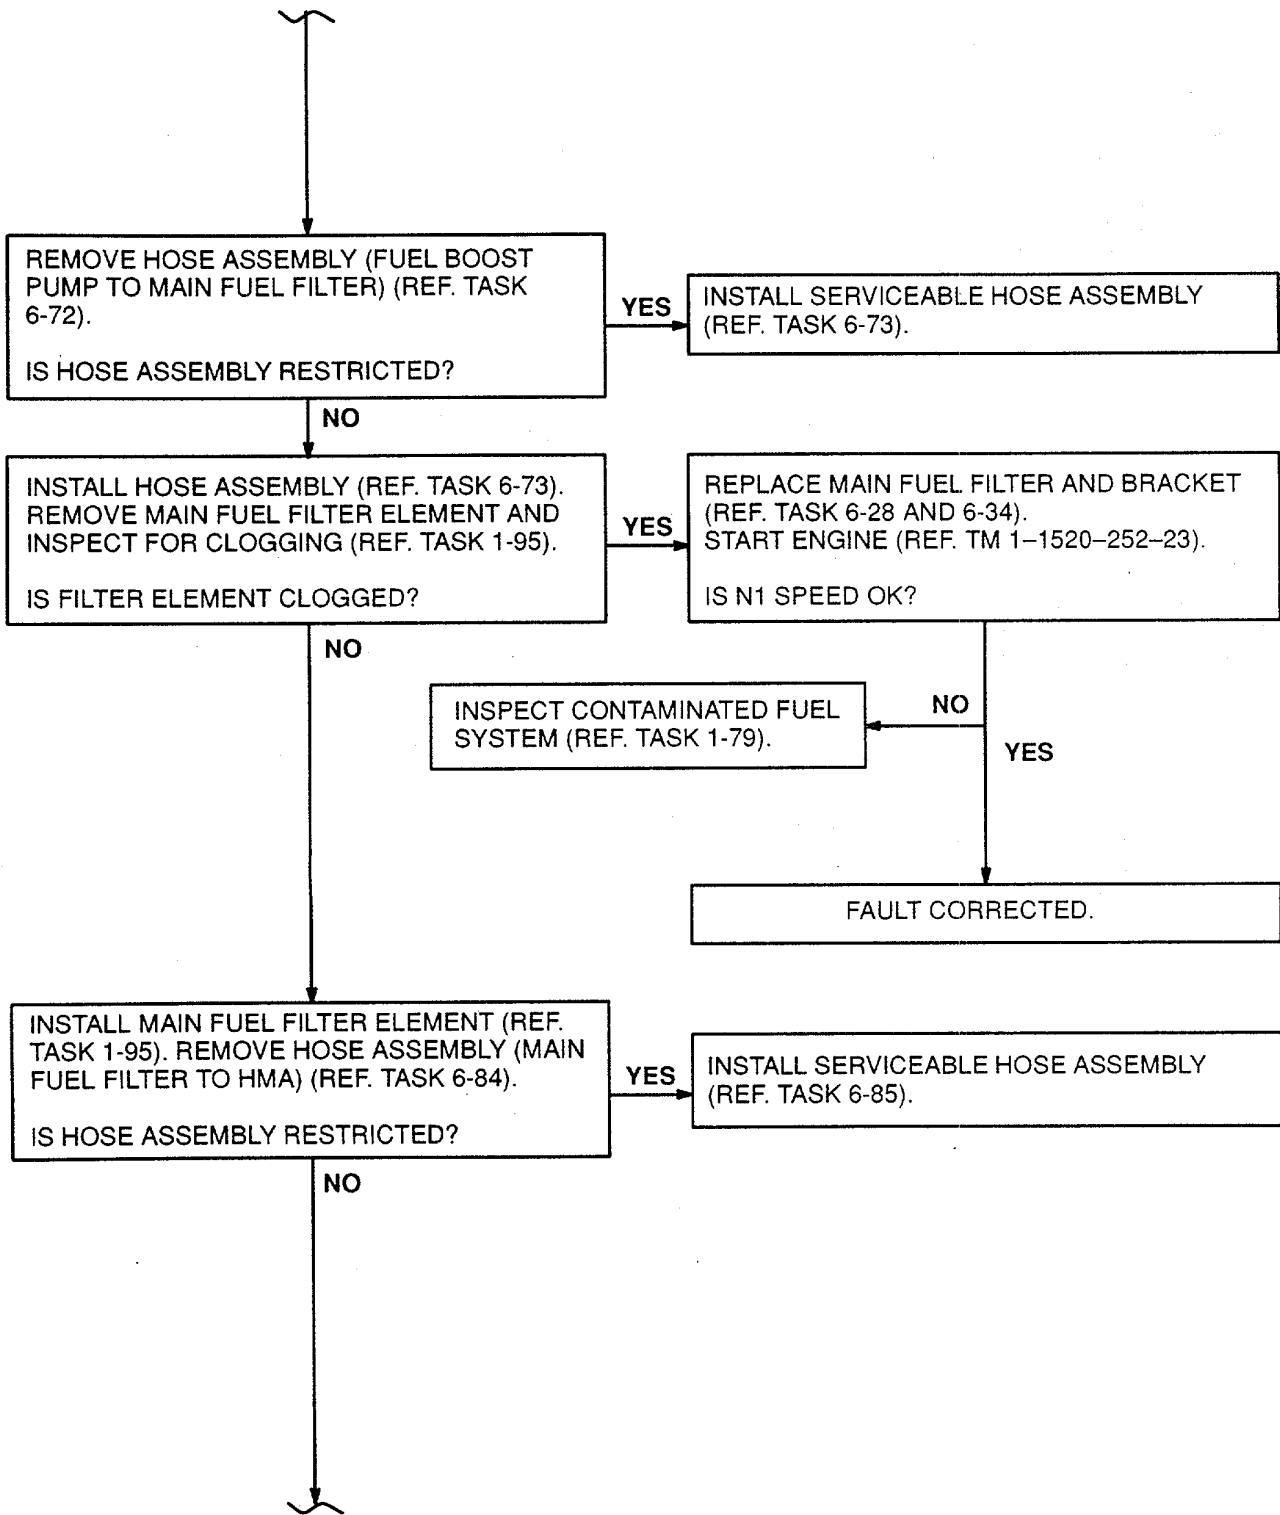 REMOVE HOSE ASSEMBLY (FUEL BOOST
PUMP TO MAIN FUEL FILTER) (REF. TASK
6-72).
IS HOSE ASSEMBLY RESTRICTED?
YES
INSTALL SERVICEABLE HOSE ASSEMBLY
(REF. TASK 6-73).
NO
INSTALL HOSE ASSEMBLY (REF. TASK 6-73).
REMOVE MAIN FUEL FILTER ELEMENT AND
INSPECT FOR CLOGGING (REF. TASK 1-95).
IS FILTER ELEMENT CLOGGED?
YES
REPLACE MAIN FUEL FILTER AND BRACKET
(REF. TASK 6-28 AND 6-34).
START ENGINE (REF. TM 1–1520–252–23).
IS N1 SPEED OK?
NO
INSPECT CONTAMINATED FUEL
SYSTEM (REF. TASK 1-79).
NO
YES
FAULT CORRECTED.
INSTALL MAIN FUEL FILTER ELEMENT (REF.
TASK 1-95). REMOVE HOSE ASSEMBLY (MAIN
FUEL FILTER TO HMA) (REF. TASK 6-84).
IS HOSE ASSEMBLY RESTRICTED?
YES
INSTALL SERVICEABLE HOSE ASSEMBLY
(REF. TASK 6-85).
NO